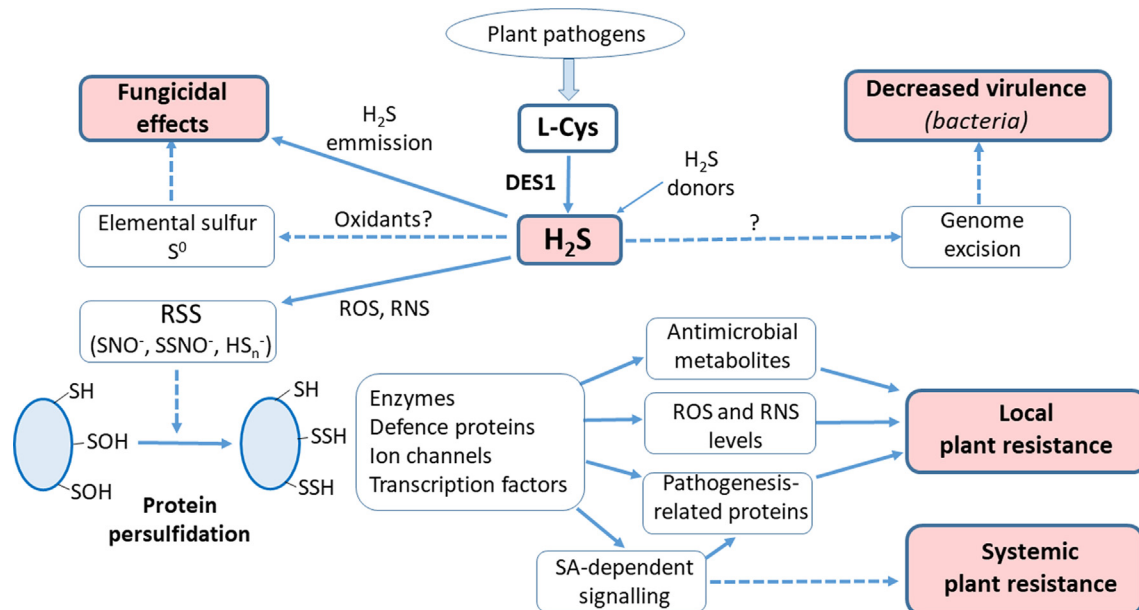 Plant pathogens
Fungicidal
effects
H₂S
emmission
L-Cys
Decreased virulence
(bacteria)
DES1
H₂S
donors
Elemental sulfur
S⁰
Oxidants?
H₂S
?
Genome
excision
RSS
(SNO⁻, SSNO⁻, HSₙ⁻)
ROS, RNS
SH
SOH
SOH
SH
SSH
SSH
Protein
persulfidation
Enzymes
Defence proteins
Ion channels
Transcription factors
Antimicrobial
metabolites
ROS and RNS
levels
Pathogenesis-
related proteins
SA-dependent
signalling
Local
plant resistance
Systemic
plant resistance